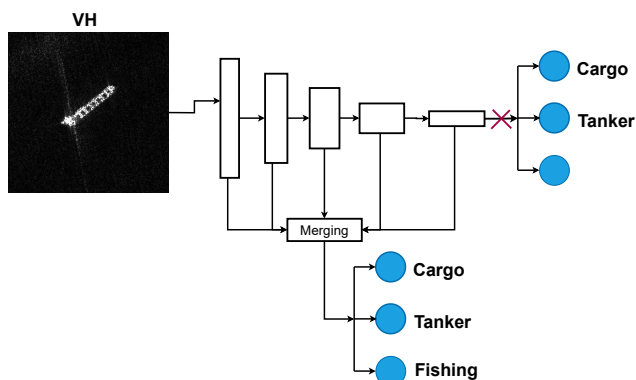 VH
Cargo
Tanker
Merging
Cargo
Tanker
Fishing